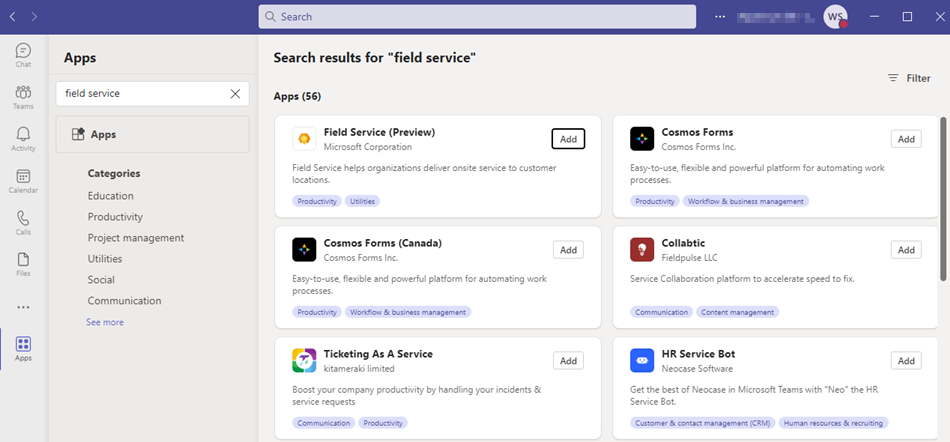 Search
WS
Chat
Teams
Activity
Calendar
Calls
Files
Apps
Apps
field service
Apps
Categories
Education
Productivity
Project management
Utilities
Social
Communication
See more
Search results for "field service"
Filter
Apps (56)
Field Service (Preview)
Microsoft Corporation
Add
Field Service helps organizations deliver onsite service to customer
locations.
Productivity Utilities
Cosmos Forms
Cosmos Forms Inc.
Add
Easy-to-use, flexible and powerful platform for automating work
processes.
Productivity Workflow & business management
Cosmos Forms (Canada)
Cosmos Forms Inc.
Add
Easy-to-use, flexible and powerful platform for automating work
processes.
Productivity Workflow & business management
Collabtic
Fieldpulse LLC
Add
Service Collaboration platform to accelerate speed to fix.
Communication Content management
Ticketing As A Service
kitameraki limited
Add
Boost your company productivity by handling your incidents &
service requests
Communication Productivity
HR Service Bot
Neocase Software
Add
Get the best of Neocase in Microsoft Teams with "Neo" the HR
Service Bot.
Customer & contact management (CRM) Human resources & recruiting